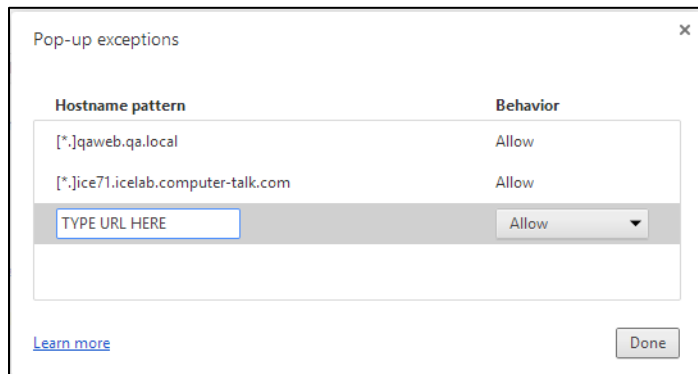 Pop-up exceptions
×
Hostname pattern Behavior
[*.]qaweb.qa.local Allow
[*.]ice71.icelab.computer-talk.com Allow
TYPE URL HERE Allow
Learn more Done